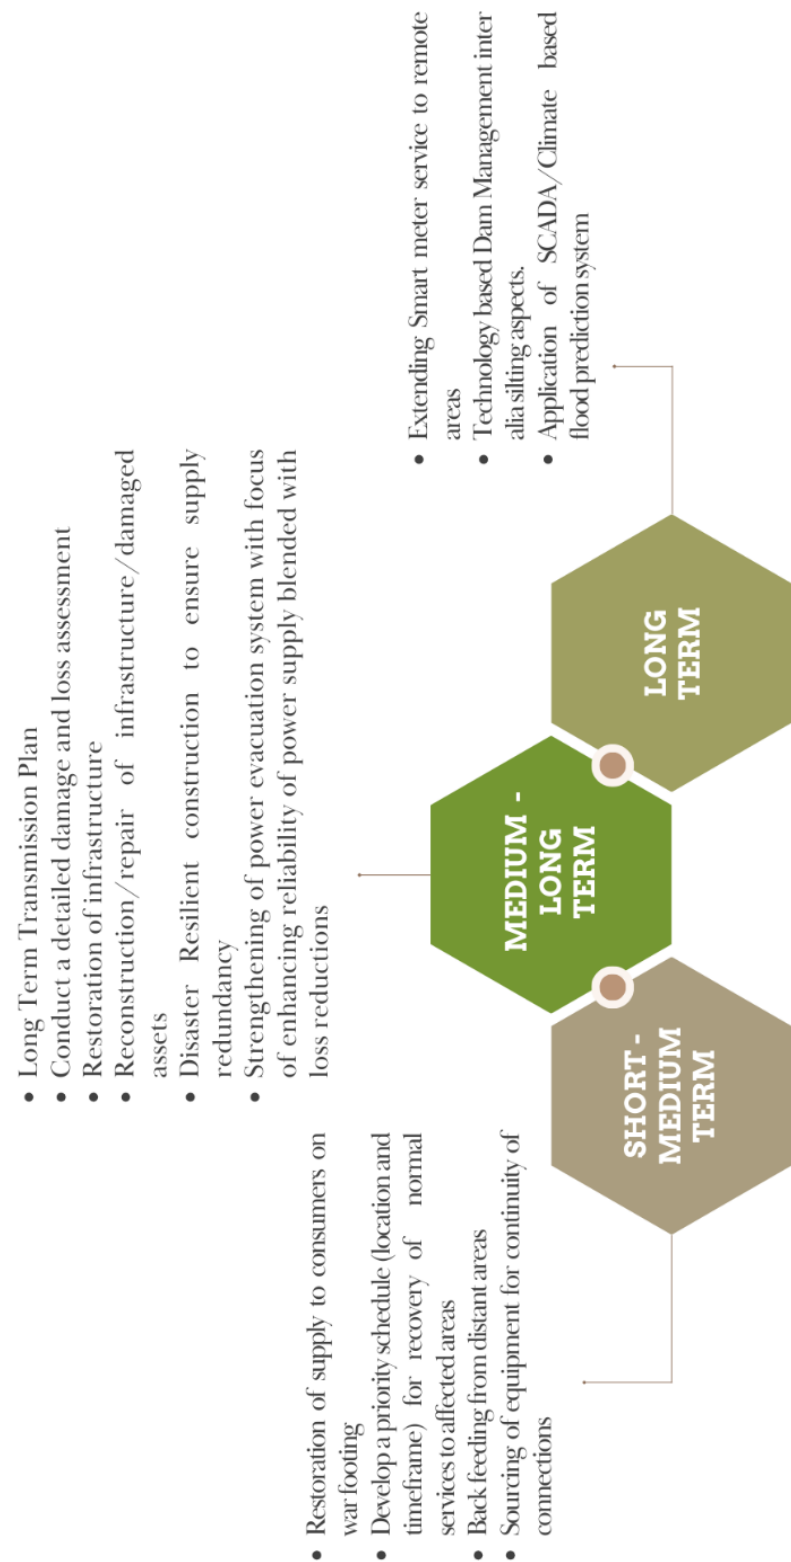 • Long Term Transmission Plan
• Conduct a detailed damage and loss assessment
• Restoration of infrastructure
• Reconstruction/repair of infrastructure/damaged
assets
• Disaster Resilient construction to ensure supply
redundancy
• Strengthening of power evacuation system with focus
of enhancing reliability of power supply blended with
loss reductions
• Restoration of supply to consumers on
war footing
• Develop a priority schedule (location and
timeframe) for recovery of normal
services to affected areas
• Back feeding from distant areas
• Sourcing of equipment for continuity of
connections
• Extending Smart meter service to remote
areas
• Technology based Dam Management inter
alia silting aspects.
• Application of SCADA/Climate based
flood prediction system
SHORT -
MEDIUM
TERM
MEDIUM -
LONG
TERM
LONG
TERM